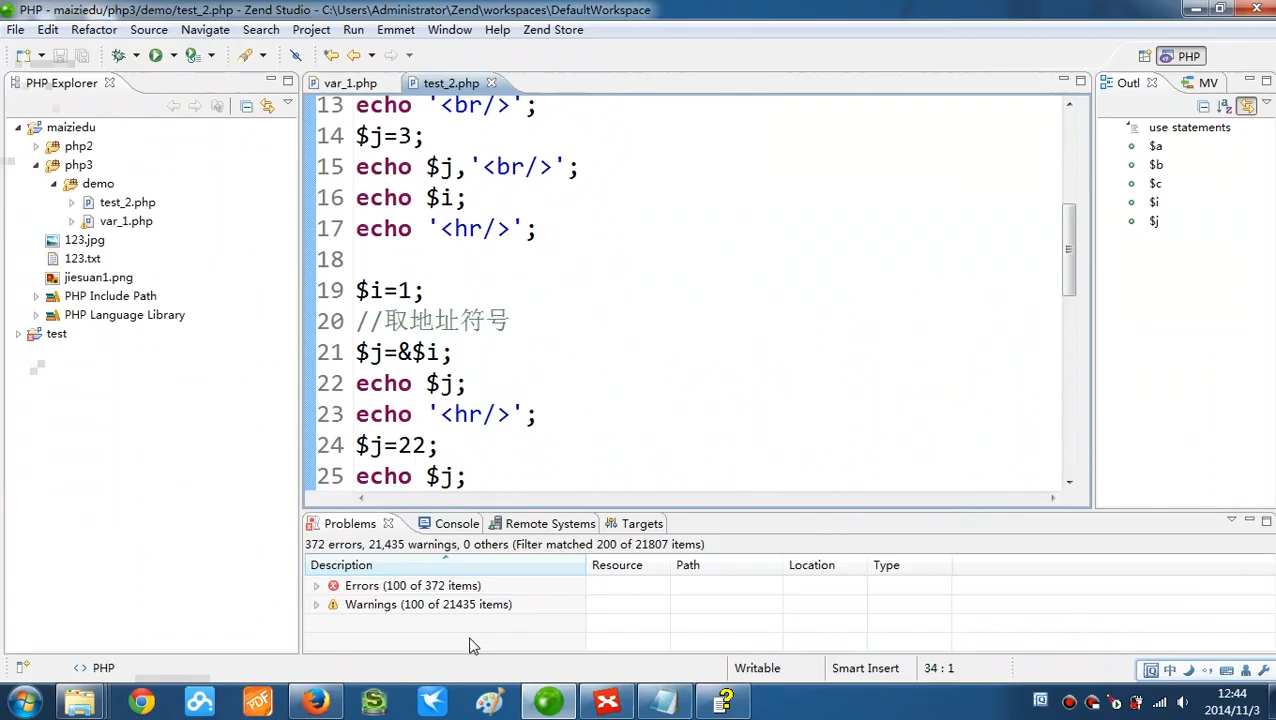 PHP - maiziedu/php3/demo/test_2.php - Zend Studio - C:\Users\Administrator\Zend\workspaces\DefaultWorkspace
File Edit Refactor Source Navigate Search Project Run Emmet Window Help Zend Store
PHP
PHP Explorer
maiziedu
php2
php3
demo
test_2.php
var_1.php
123.jpg
123.txt
jiesuan1.png
PHP Include Path
PHP Language Library
test
var_1.php test_2.php
13 echo '<br/>';
14 $j=3;
15 echo $j,'<br/>';
16 echo $i;
17 echo '<hr/>';
18
19 $i=1;
20 //取地址符号
21 $j=&$i;
22 echo $j;
23 echo '<hr/>';
24 $j=22;
25 echo $j;
Outl MV
use statements
$a
$b
$c
$i
$j
Problems Console Remote Systems Targets
372 errors, 21,435 warnings, 0 others (Filter matched 200 of 21807 items)
Description Resource Path Location Type
Errors (100 of 372 items)
Warnings (100 of 21435 items)
<> PHP Writable Smart Insert 34 : 1
中
PDF
12:44
2014/11/3